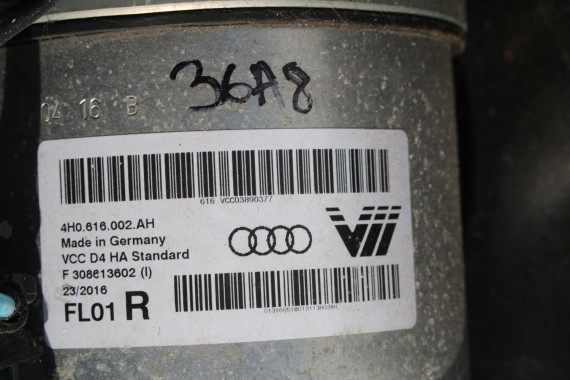 36A8
04 16 B
616 VCC03890377
4H0.616.002.AH
Made in Germany
VCC D4 HA Standard
F 308613602 (I)
23/2016
FL01 R